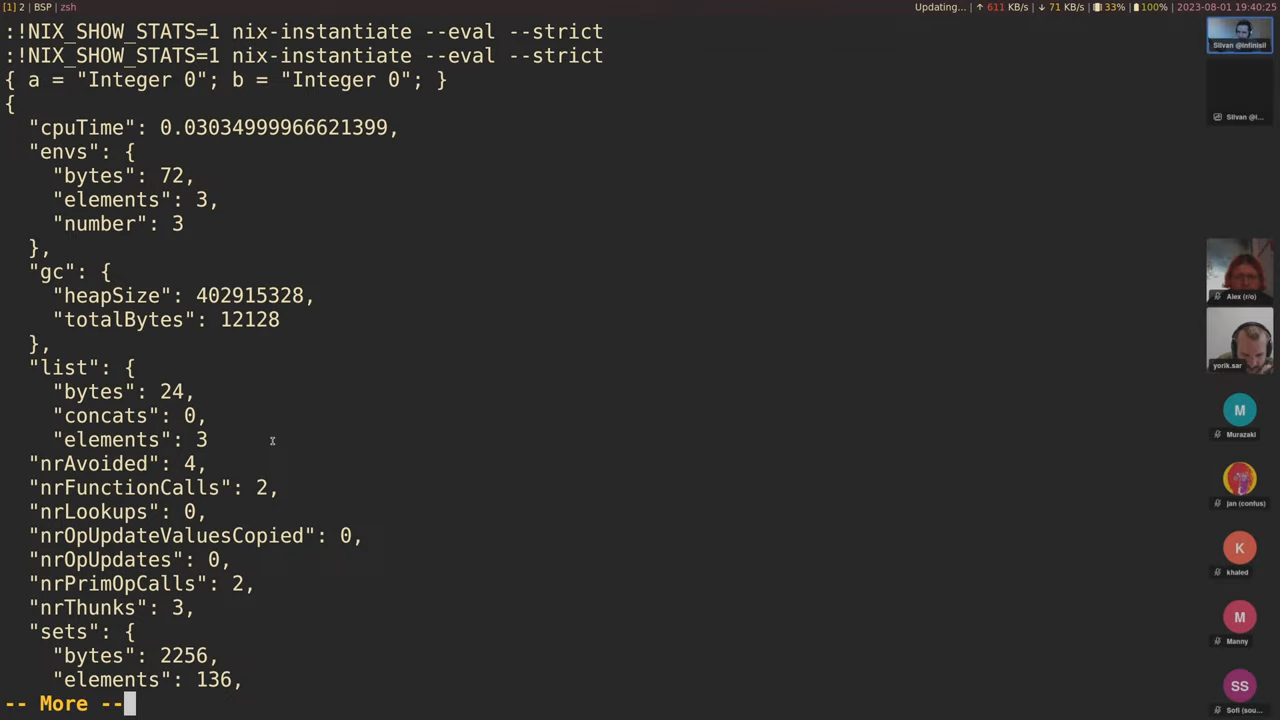 [1] 2 | BSP | zsh
Updating... | ↑ 611 KB/s | ↓ 71 KB/s | 33% | 100% | 2023-08-01 19:40:25
:!NIX_SHOW_STATS=1 nix-instantiate --eval --strict
:!NIX_SHOW_STATS=1 nix-instantiate --eval --strict
{ a = "Integer 0"; b = "Integer 0"; }
{
  "cpuTime": 0.03034999966621399,
  "envs": {
    "bytes": 72,
    "elements": 3,
    "number": 3
  },
  "gc": {
    "heapSize": 402915328,
    "totalBytes": 12128
  },
  "list": {
    "bytes": 24,
    "concats": 0,
    "elements": 3
  "nrAvoided": 4,
  "nrFunctionCalls": 2,
  "nrLookups": 0,
  "nrOpUpdateValuesCopied": 0,
  "nrOpUpdates": 0,
  "nrPrimOpCalls": 2,
  "nrThunks": 3,
  "sets": {
    "bytes": 2256,
    "elements": 136,
-- More --
Silvan @infinisil
Silvan @i...
Alex (r/o)
yorik.sar
M
Murazaki
jan (confus)
K
khaled
M
Manny
SS
Sofi (sou...